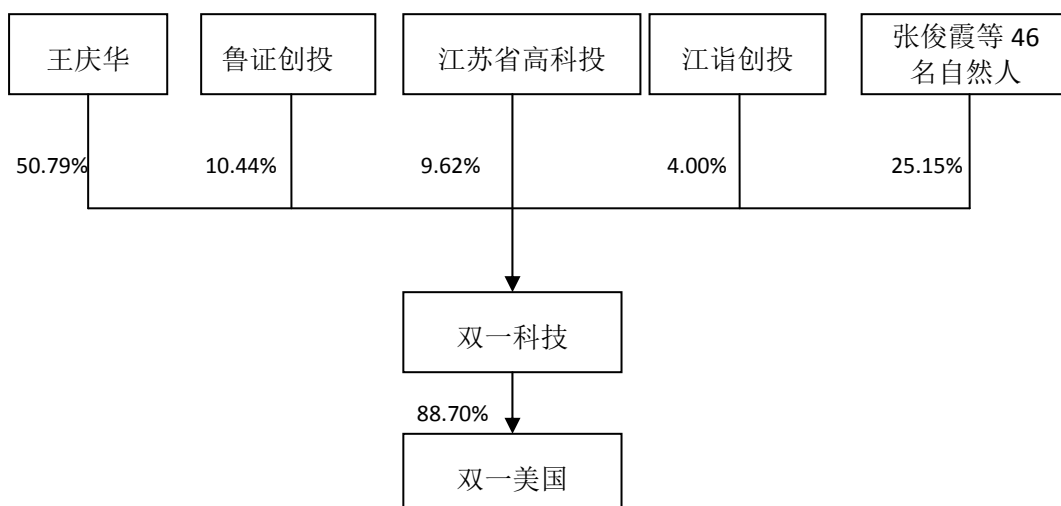 王庆华
鲁证创投
江苏省高科投
江诣创投
张俊霞等 46
名自然人
50.79%
10.44%
9.62%
4.00%
25.15%
双一科技
88.70%
双一美国